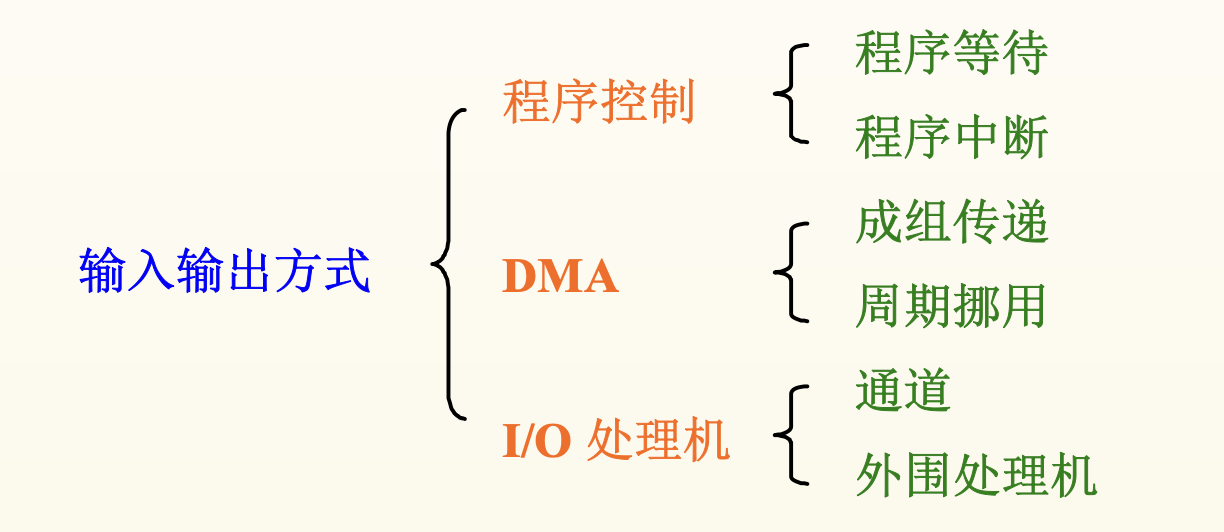 输入输出方式
程序控制
程序等待
程序中断
DMA
成组传递
周期挪用
I/O 处理机
通道
外围处理机